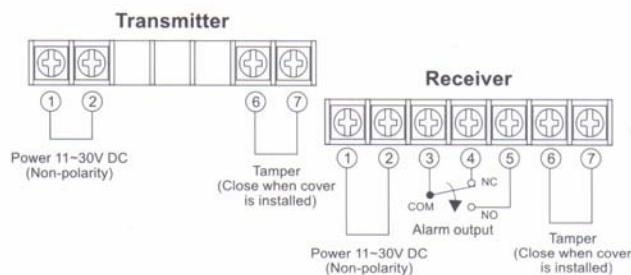 Transmitter
1 2 6 7
Power 11~30V DC
(Non-polarity)
Tamper
(Close when cover
is installed)
Receiver
1 2 3 4 5 6 7
NC
COM
NO
Alarm output
Power 11~30V DC
(Non-polarity)
Tamper
(Close when cover
is installed)